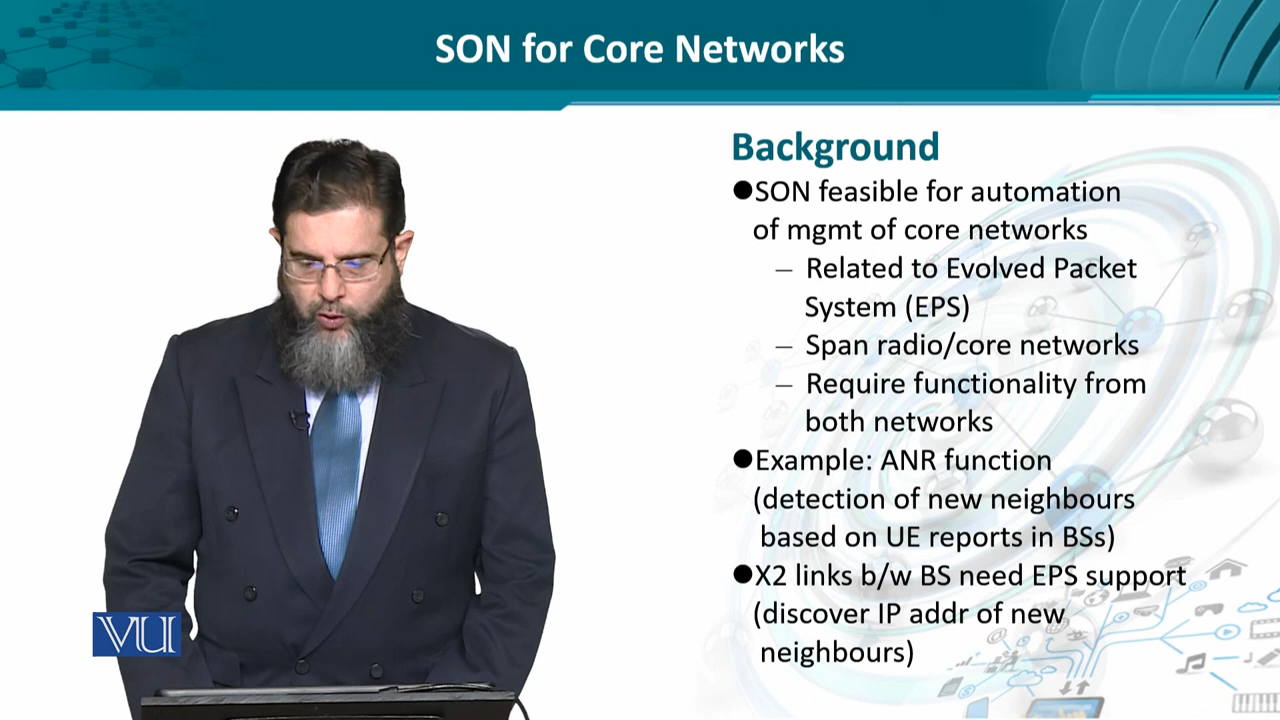 SON for Core Networks
Background
●SON feasible for automation
of mgmt of core networks
– Related to Evolved Packet
System (EPS)
– Span radio/core networks
– Require functionality from
both networks
●Example: ANR function
(detection of new neighbours
based on UE reports in BSs)
●X2 links b/w BS need EPS support
(discover IP addr of new
neighbours)
VU